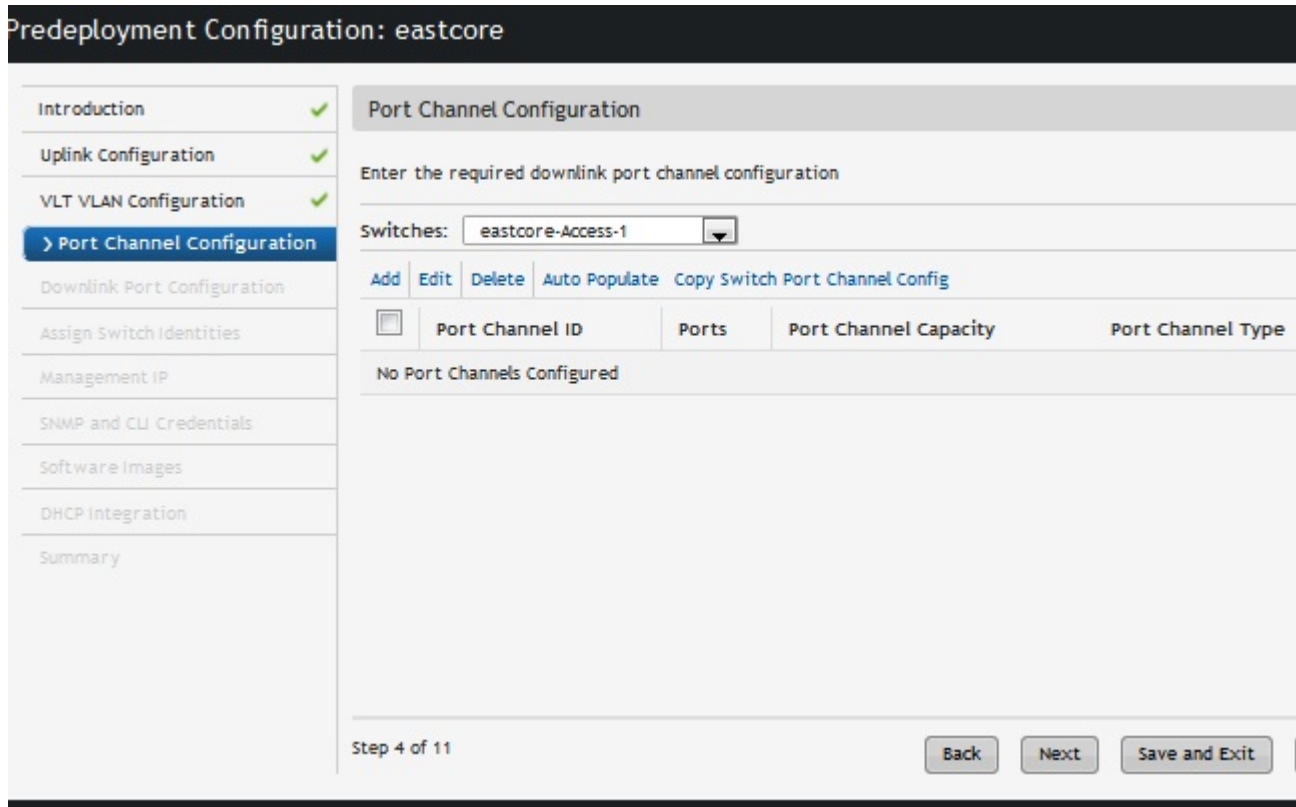 Predeployment Configuration: eastcore
Introduction
Uplink Configuration
VLT VLAN Configuration
Port Channel Configuration
Downlink Port Configuration
Assign Switch Identities
Management IP
SNMP and CLI Credentials
Software Images
DHCP Integration
Summary
Port Channel Configuration
Enter the required downlink port channel configuration
Switches: eastcore-Access-1
Add Edit Delete Auto Populate Copy Switch Port Channel Config
Port Channel ID Ports Port Channel Capacity Port Channel Type
No Port Channels Configured
Step 4 of 11 Back Next Save and Exit